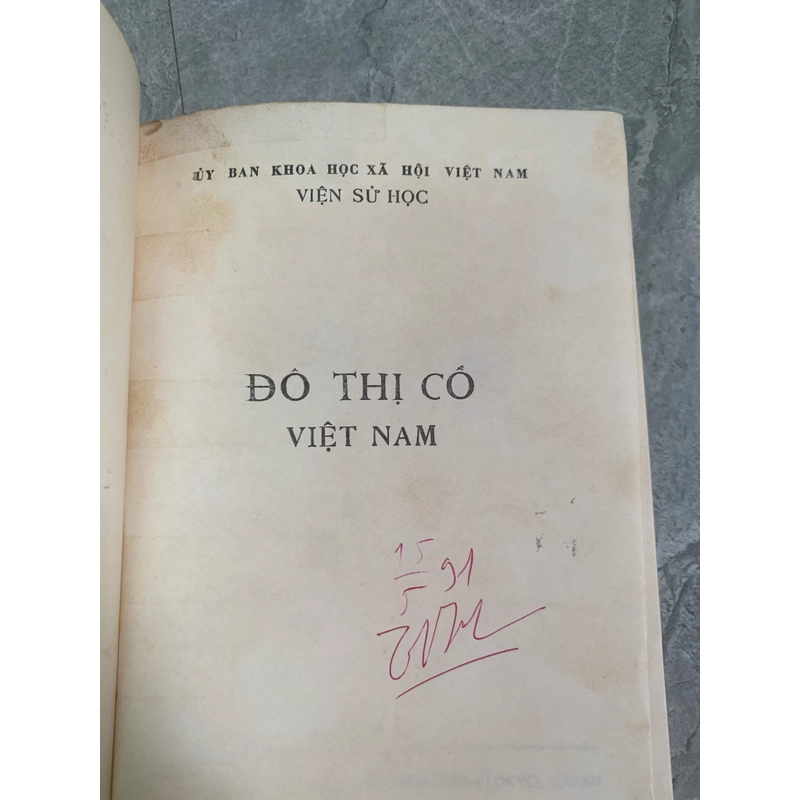 ỦY BAN KHOA HỌC XÃ HỘI VIỆT NAM
VIỆN SỬ HỌC
ĐÔ THỊ CỔ
VIỆT NAM
15
5 91